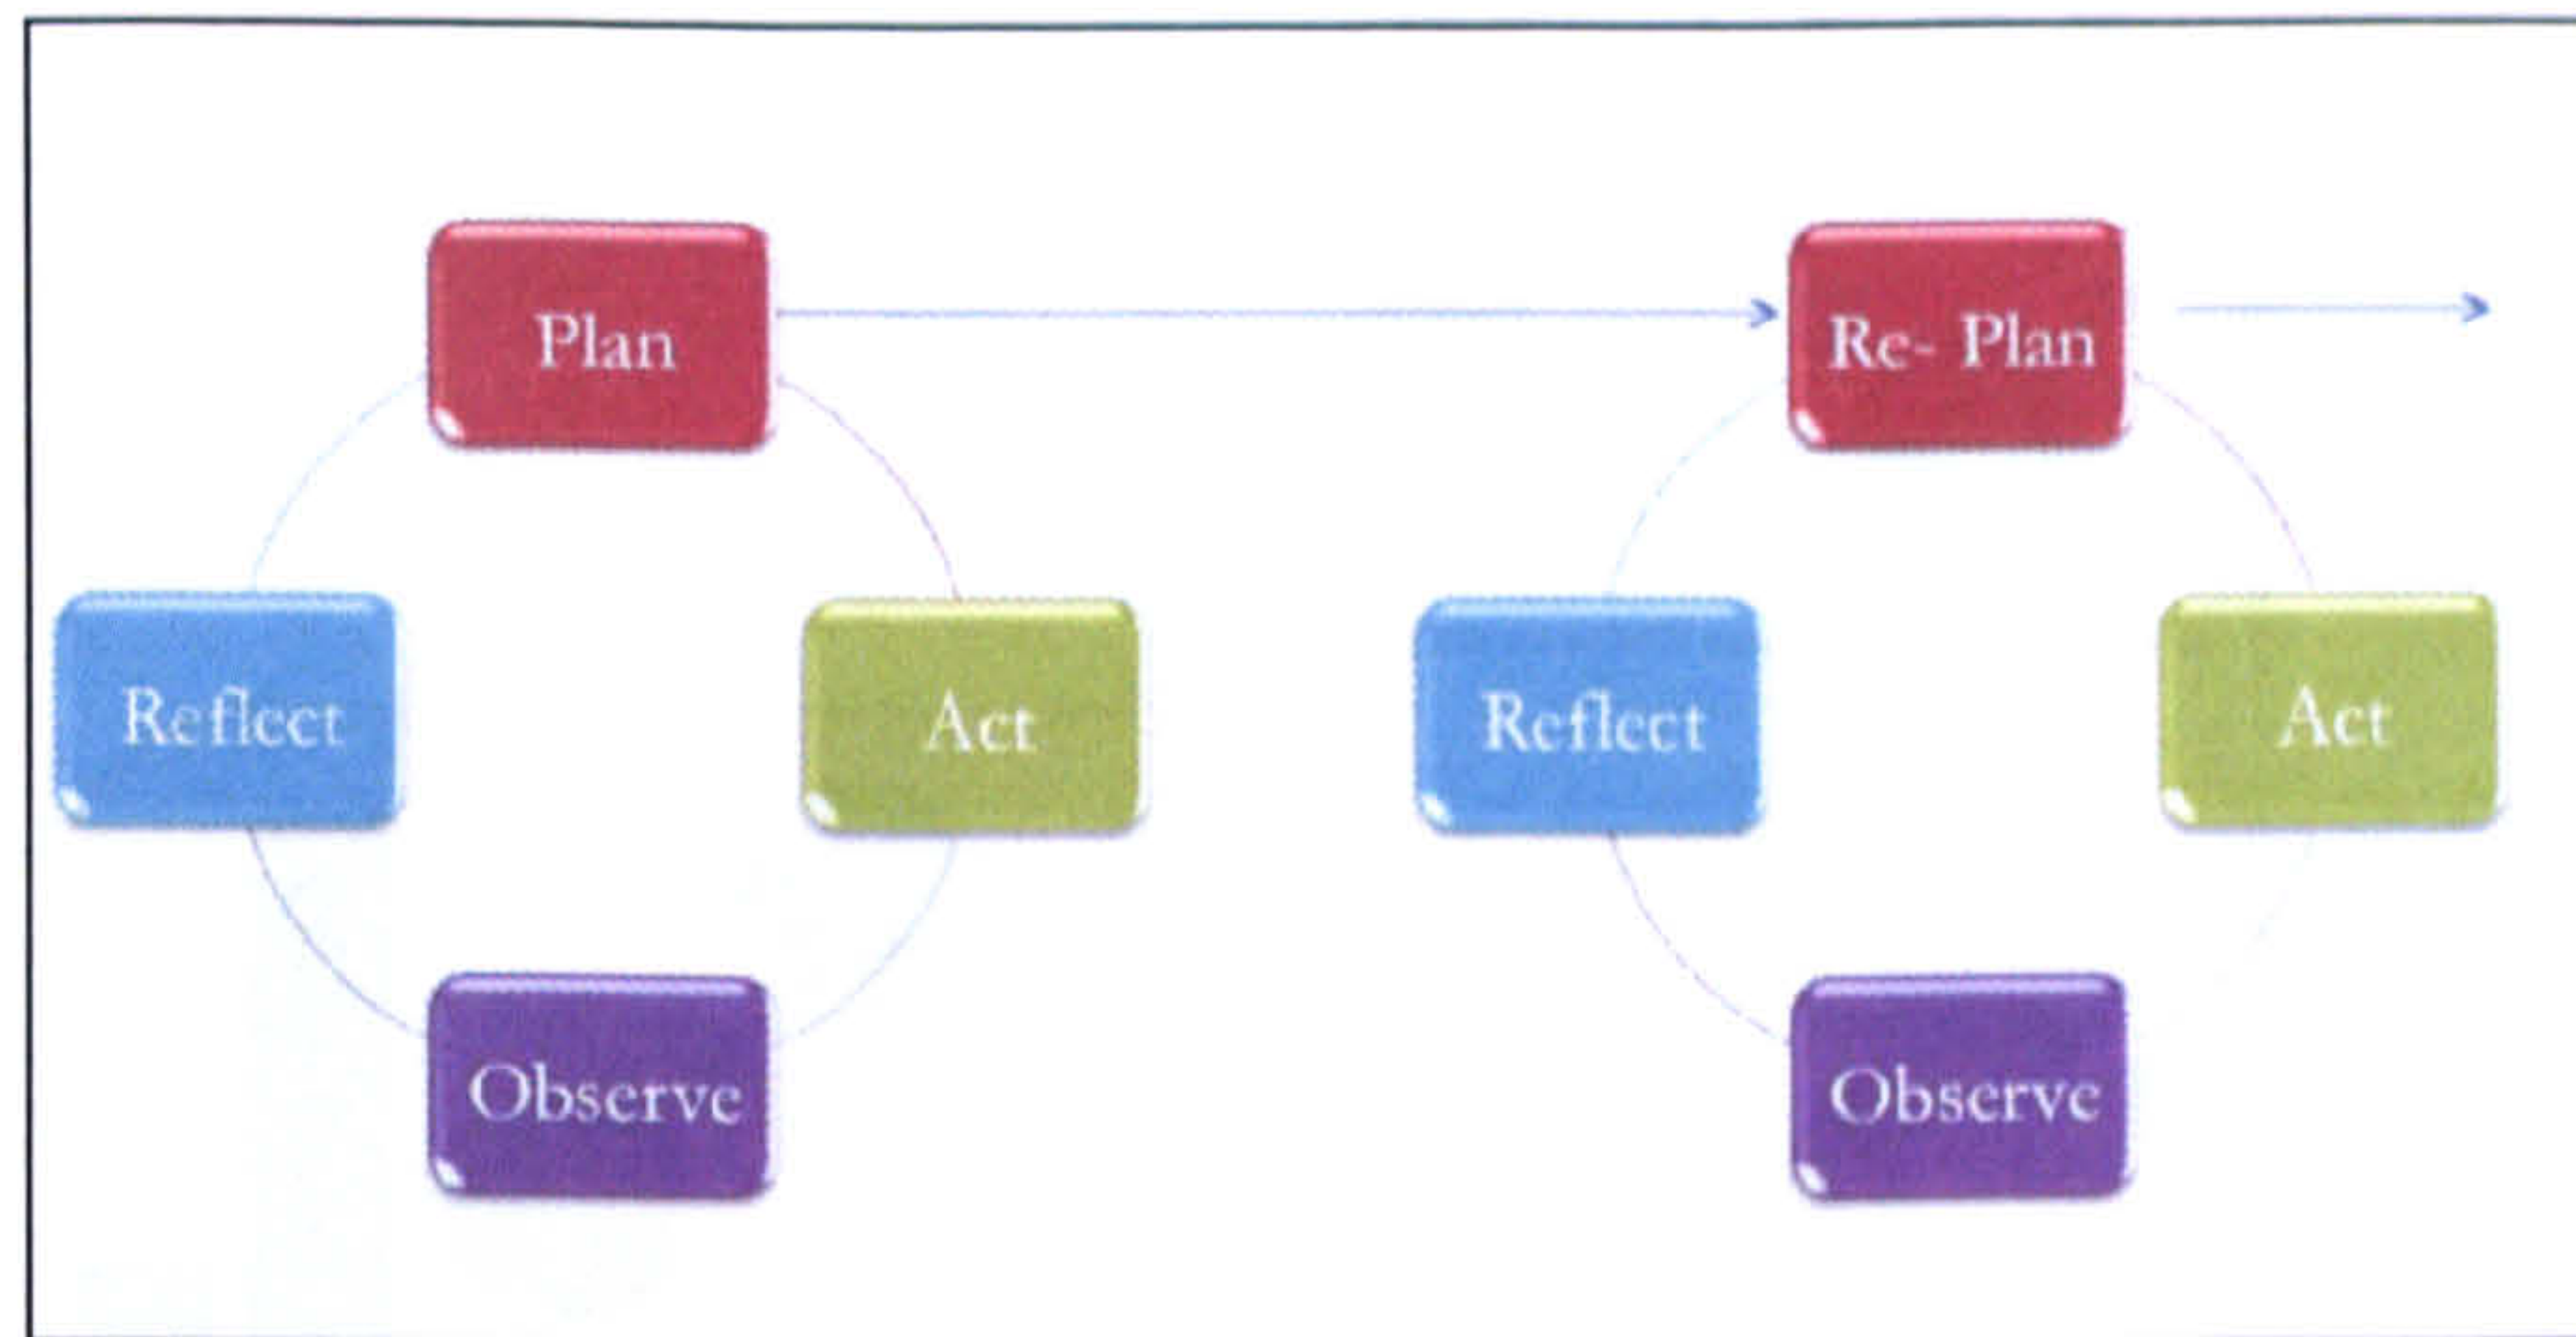 Plan
Re- Plan
Reflect
Act
Reflect
Act
Observe
Observe